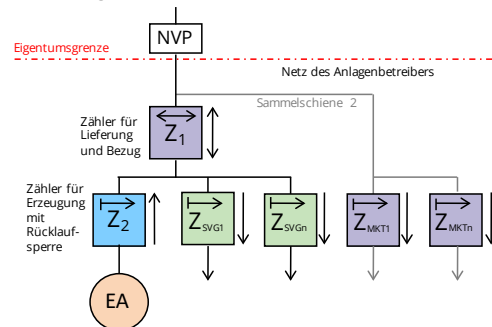 NVP
Eigentumsgrenze
Netz des Anlagenbetreibers
Sammelschiene 2
Zähler für
Lieferung
und Bezug
Z1
Zähler für
Erzeugung
mit
Rücklauf-
sperre
Z2
ZSVG1
ZSVGn
ZMKT1
ZMKTn
EA